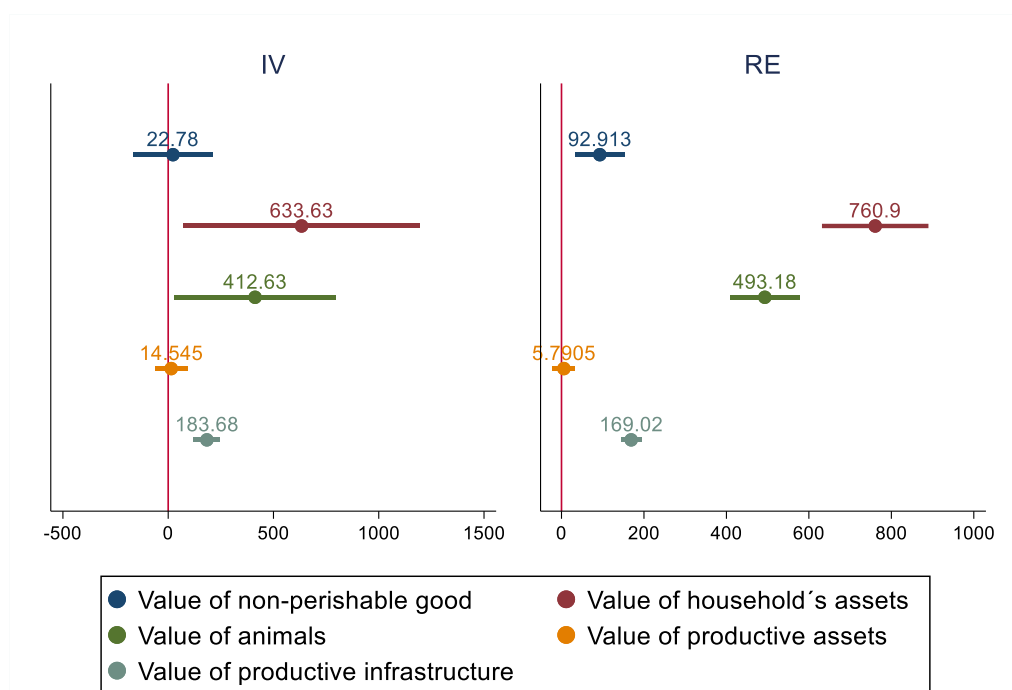 IV
RE
22.78
92.913
633.63
760.9
412.63
493.18
14.545
5.7905
183.68
169.02
-500 0 500 1000 1500
0 200 400 600 800 1000
Value of non-perishable good
Value of household´s assets
Value of animals
Value of productive assets
Value of productive infrastructure